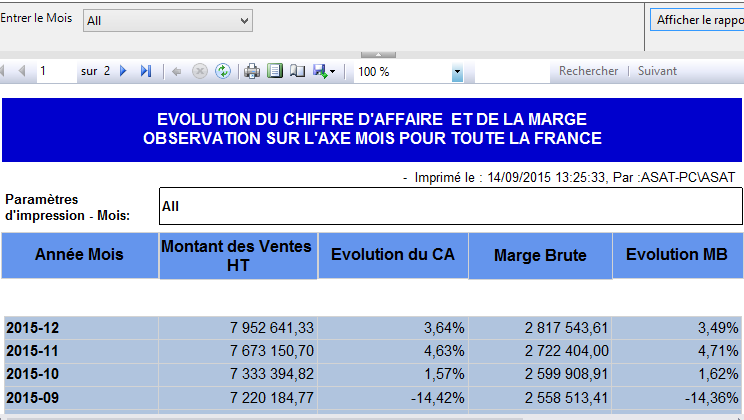 Entrer le Mois All Afficher le rappo
1 sur 2 100 % Rechercher | Suivant
EVOLUTION DU CHIFFRE D'AFFAIRE ET DE LA MARGE
OBSERVATION SUR L'AXE MOIS POUR TOUTE LA FRANCE
- Imprimé le : 14/09/2015 13:25:33, Par :ASAT-PC\ASAT
Paramètres
d'impression - Mois:
All
Année Mois Montant des Ventes HT Evolution du CA Marge Brute Evolution MB
2015-12 7 952 641,33 3,64% 2 817 543,61 3,49%
2015-11 7 673 150,70 4,63% 2 722 404,00 4,71%
2015-10 7 333 394,82 1,57% 2 599 908,91 1,62%
2015-09 7 220 184,77 -14,42% 2 558 513,41 -14,36%